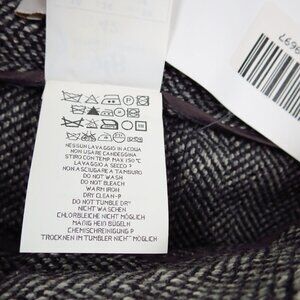 NESSUN LAVAGGIO IN ACQUA
NON USARE CANDEGGINA
STIRO CON TEMP. MAX 150°C
LAVAGGIO A SECCO ?
NON ASCIUGARE A TAMBURO
DO NOT WASH
DO NOT BLEACH
WARM IRON
DRY CLEAN-P
DO NOT TUMBLE DRY
NICHT WASCHEN
CHLORBLEICHE NICHT MÖGLICH
MÄßIG HEIß BÜGELN
CHEMISCHREINIGUNG P
TROCKNEN IM TUMBLER NICHT MÖGLICH